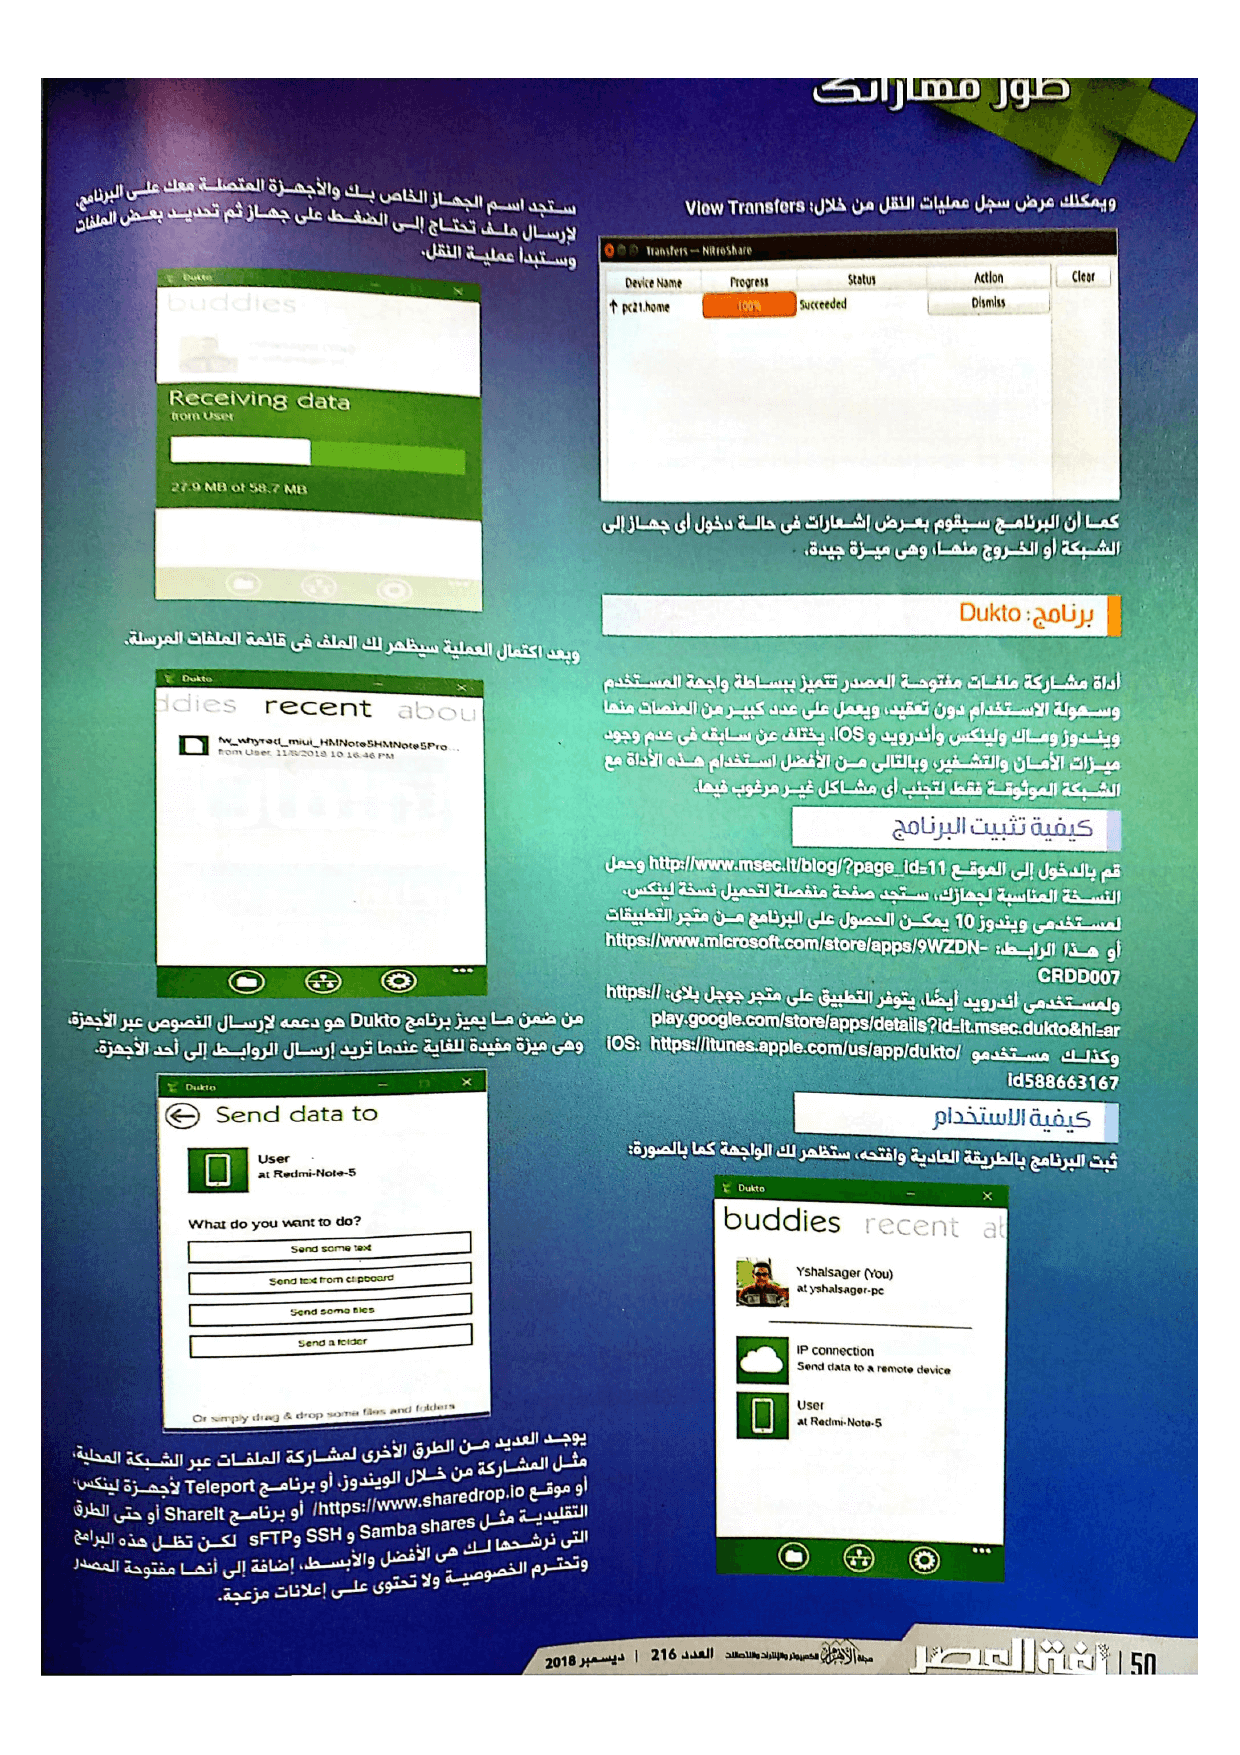 طور مهاراتك
ويمكنك عرض سجل عمليات النقل من خلال: View Transfers
Transfers — NitroShare
Device Name Progress Status Action Clear
pc21.home 100% Succeeded Dismiss
كما أن البرنامج سيقوم بعرض إشعارات فى حالة دخول أى جهاز إلى
الشبكة أو الخروج منها، وهى ميزة جيدة.
برنامج: Dukto
أداة مشاركة ملفات مفتوحة المصدر تتميز ببساطة واجهة المستخدم
وسهولة الاستخدام دون تعقيد، ويعمل على عدد كبير من المنصات منها
ويندوز وماك ولينكس وأندرويد و IOS. يختلف عن سابقه فى عدم وجود
ميزات الأمان والتشفير، وبالتالى من الأفضل استخدام هذه الأداة مع
الشبكة الموثوقة فقط لتجنب أى مشاكل غير مرغوب فيها.
كيفية تثبيت البرنامج
قم بالدخول إلى الموقع http://www.msec.it/blog/?page_id=11 وحمل
النسخة المناسبة لجهازك، ستجد صفحة منفصلة لتحميل نسخة لينكس.
لمستخدمى ويندوز 10 يمكن الحصول على البرنامج من متجر التطبيقات
أو هذا الرابط: https://www.microsoft.com/store/apps/9WZDN-
CRDD007
ولمستخدمى أندرويد أيضًا، يتوفر التطبيق على متجر جوجل بلاى: https://
play.google.com/store/apps/details?id=it.msec.dukto&hl=ar
وكذلك مستخدمو iOS: https://itunes.apple.com/us/app/dukto/
id588663167
كيفية الاستخدام
ثبت البرنامج بالطريقة العادية وافتحه، ستظهر لك الواجهة كما بالصورة:
Dukto
buddies recent ab
Yshalsager (You)
at yshalsager-pc
IP connection
Send data to a remote device
User
at Redmi-Note-5
ستجد اسم الجهاز الخاص بك والأجهزة المتصلة معك على البرنامج،
لإرسال ملف تحتاج إلى الضغط على جهاز ثم تحديد بعض الملفات
وستبدأ عملية النقل.
Dukto
buddies
Receiving data
from User
27.9 MB of 58.7 MB
وبعد اكتمال العملية سيظهر لك الملف فى قائمة الملفات المرسلة.
Dukto
ddies recent abou
fw_whyred_miui_HMNote5HMNote5Pro...
from User, 11/8/2018 10:16:46 PM
من ضمن ما يميز برنامج Dukto هو دعمه لإرسال النصوص عبر الأجهزة،
وهى ميزة مفيدة للغاية عندما تريد إرسال الروابط إلى أحد الأجهزة.
Dukto
Send data to
User
at Redmi-Note-5
What do you want to do?
Send some text
Send text from clipboard
Send some files
Send a folder
Or simply drag & drop some files and folders
يوجد العديد من الطرق الأخرى لمشاركة الملفات عبر الشبكة المحلية،
مثل المشاركة من خلال الويندوز، أو برنامج Teleport لأجهزة لينكس،
أو موقع https://www.sharedrop.io/ أو برنامج ShareIt أو حتى الطرق
التقليدية مثل Samba shares و SSH و sFTP لكن تظل هذه البرامج
التى نرشحها لك هى الأفضل والأبسط، إضافة إلى أنها مفتوحة المصدر
وتحترم الخصوصية ولا تحتوى على إعلانات مزعجة.
50 | لغة العصر مجلة الأهرام للكمبيوتر والإنترنت والاتصالات العدد 216 | ديسمبر 2018